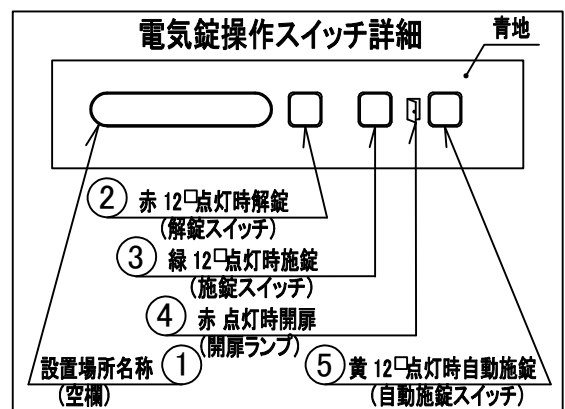 電気錠操作スイッチ詳細
青地
② 赤 12□点灯時解錠
(解錠スイッチ)
③ 緑 12□点灯時施錠
(施錠スイッチ)
④ 赤 点灯時開扉
(開扉ランプ)
設置場所名称 ①
(空欄)
⑤ 黄 12□点灯時自動施錠
(自動施錠スイッチ)